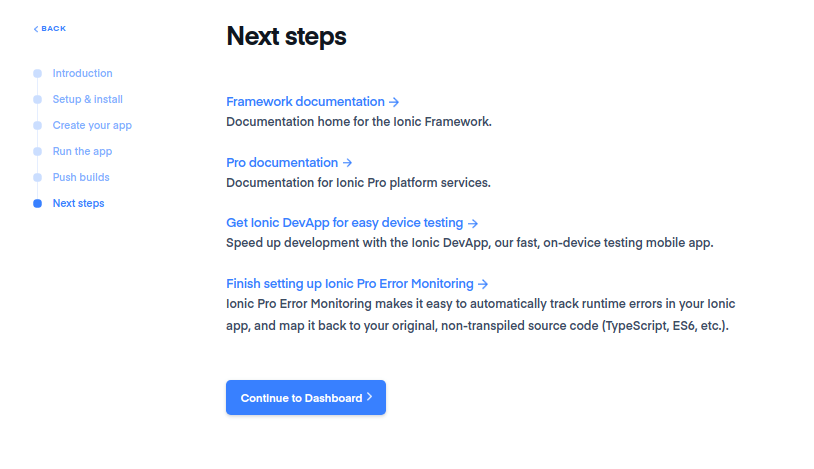 BACK
Introduction
Setup & install
Create your app
Run the app
Push builds
Next steps
Next steps
Framework documentation →
Documentation home for the Ionic Framework.
Pro documentation →
Documentation for Ionic Pro platform services.
Get Ionic DevApp for easy device testing →
Speed up development with the Ionic DevApp, our fast, on-device testing mobile app.
Finish setting up Ionic Pro Error Monitoring →
Ionic Pro Error Monitoring makes it easy to automatically track runtime errors in your Ionic
app, and map it back to your original, non-transpiled source code (TypeScript, ES6, etc.).
Continue to Dashboard